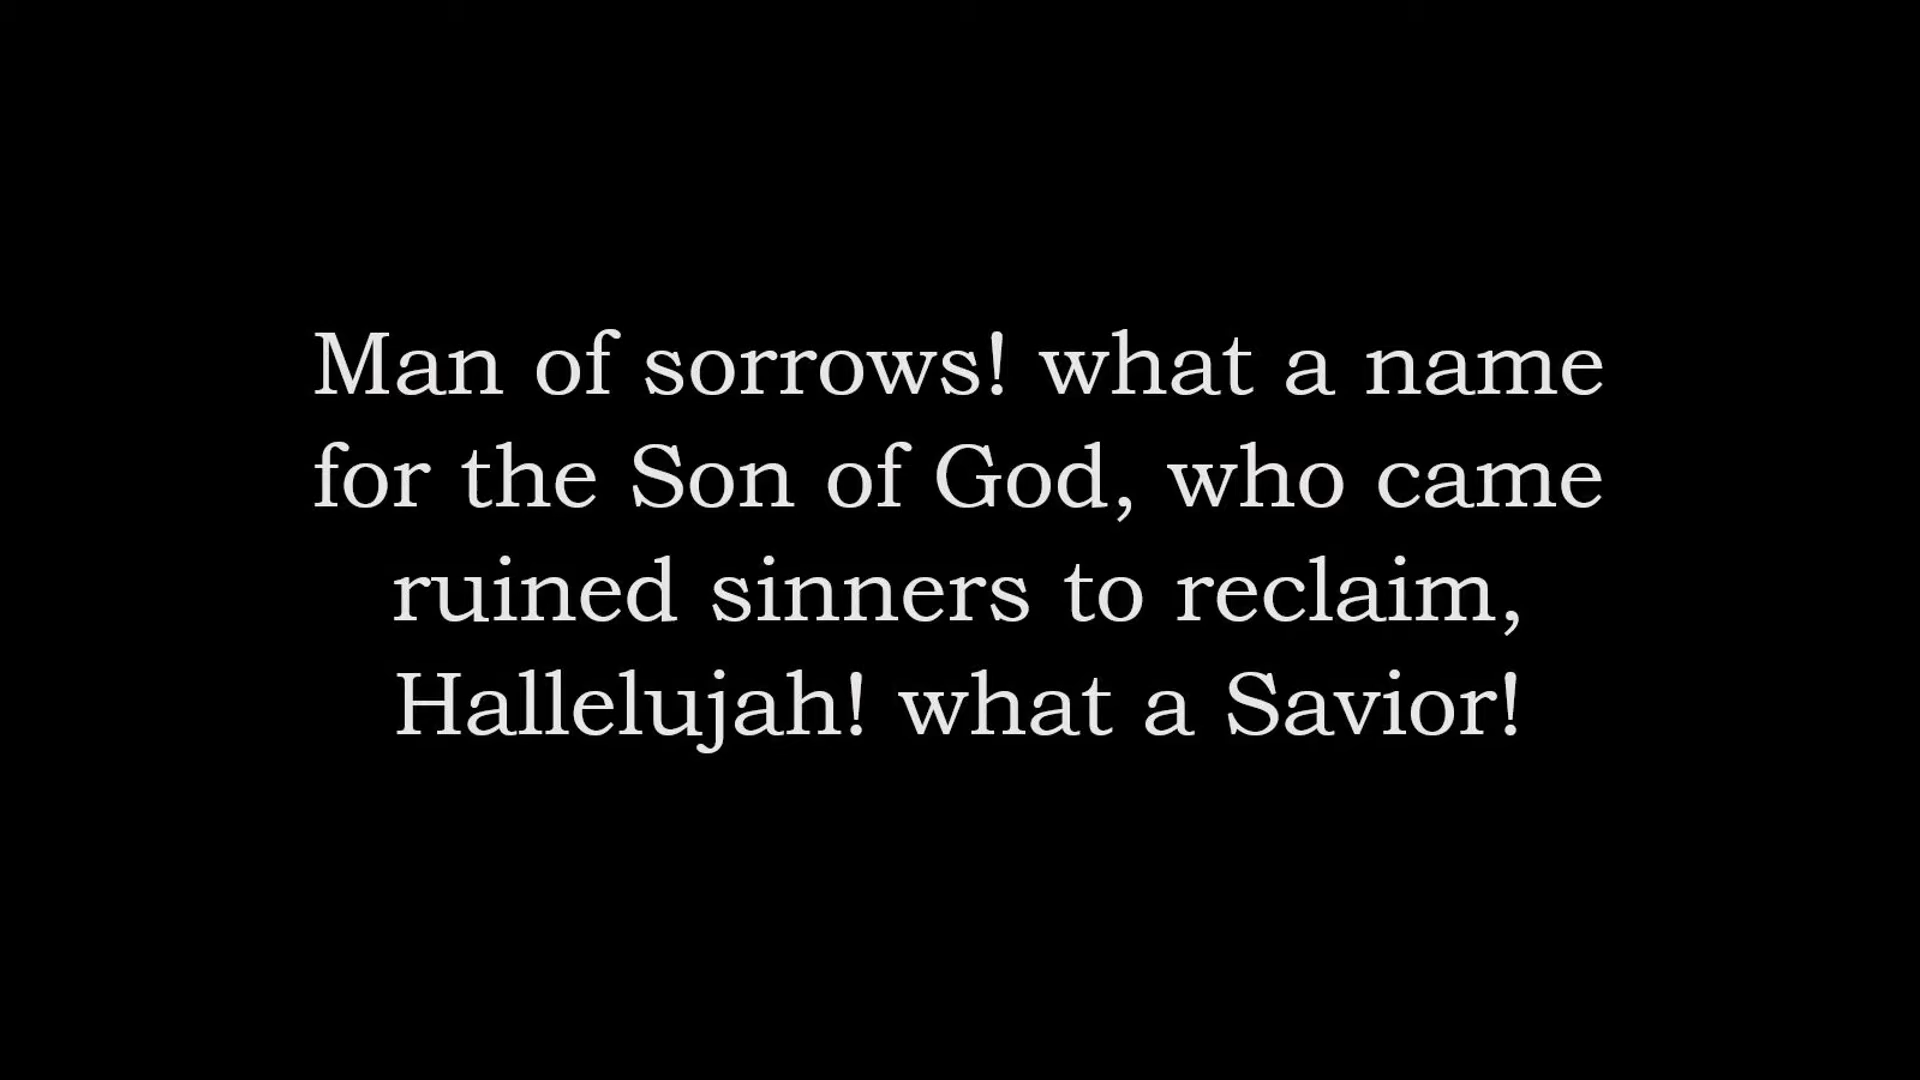 Man of sorrows! what a name
for the Son of God, who came
ruined sinners to reclaim,
Hallelujah! what a Savior!